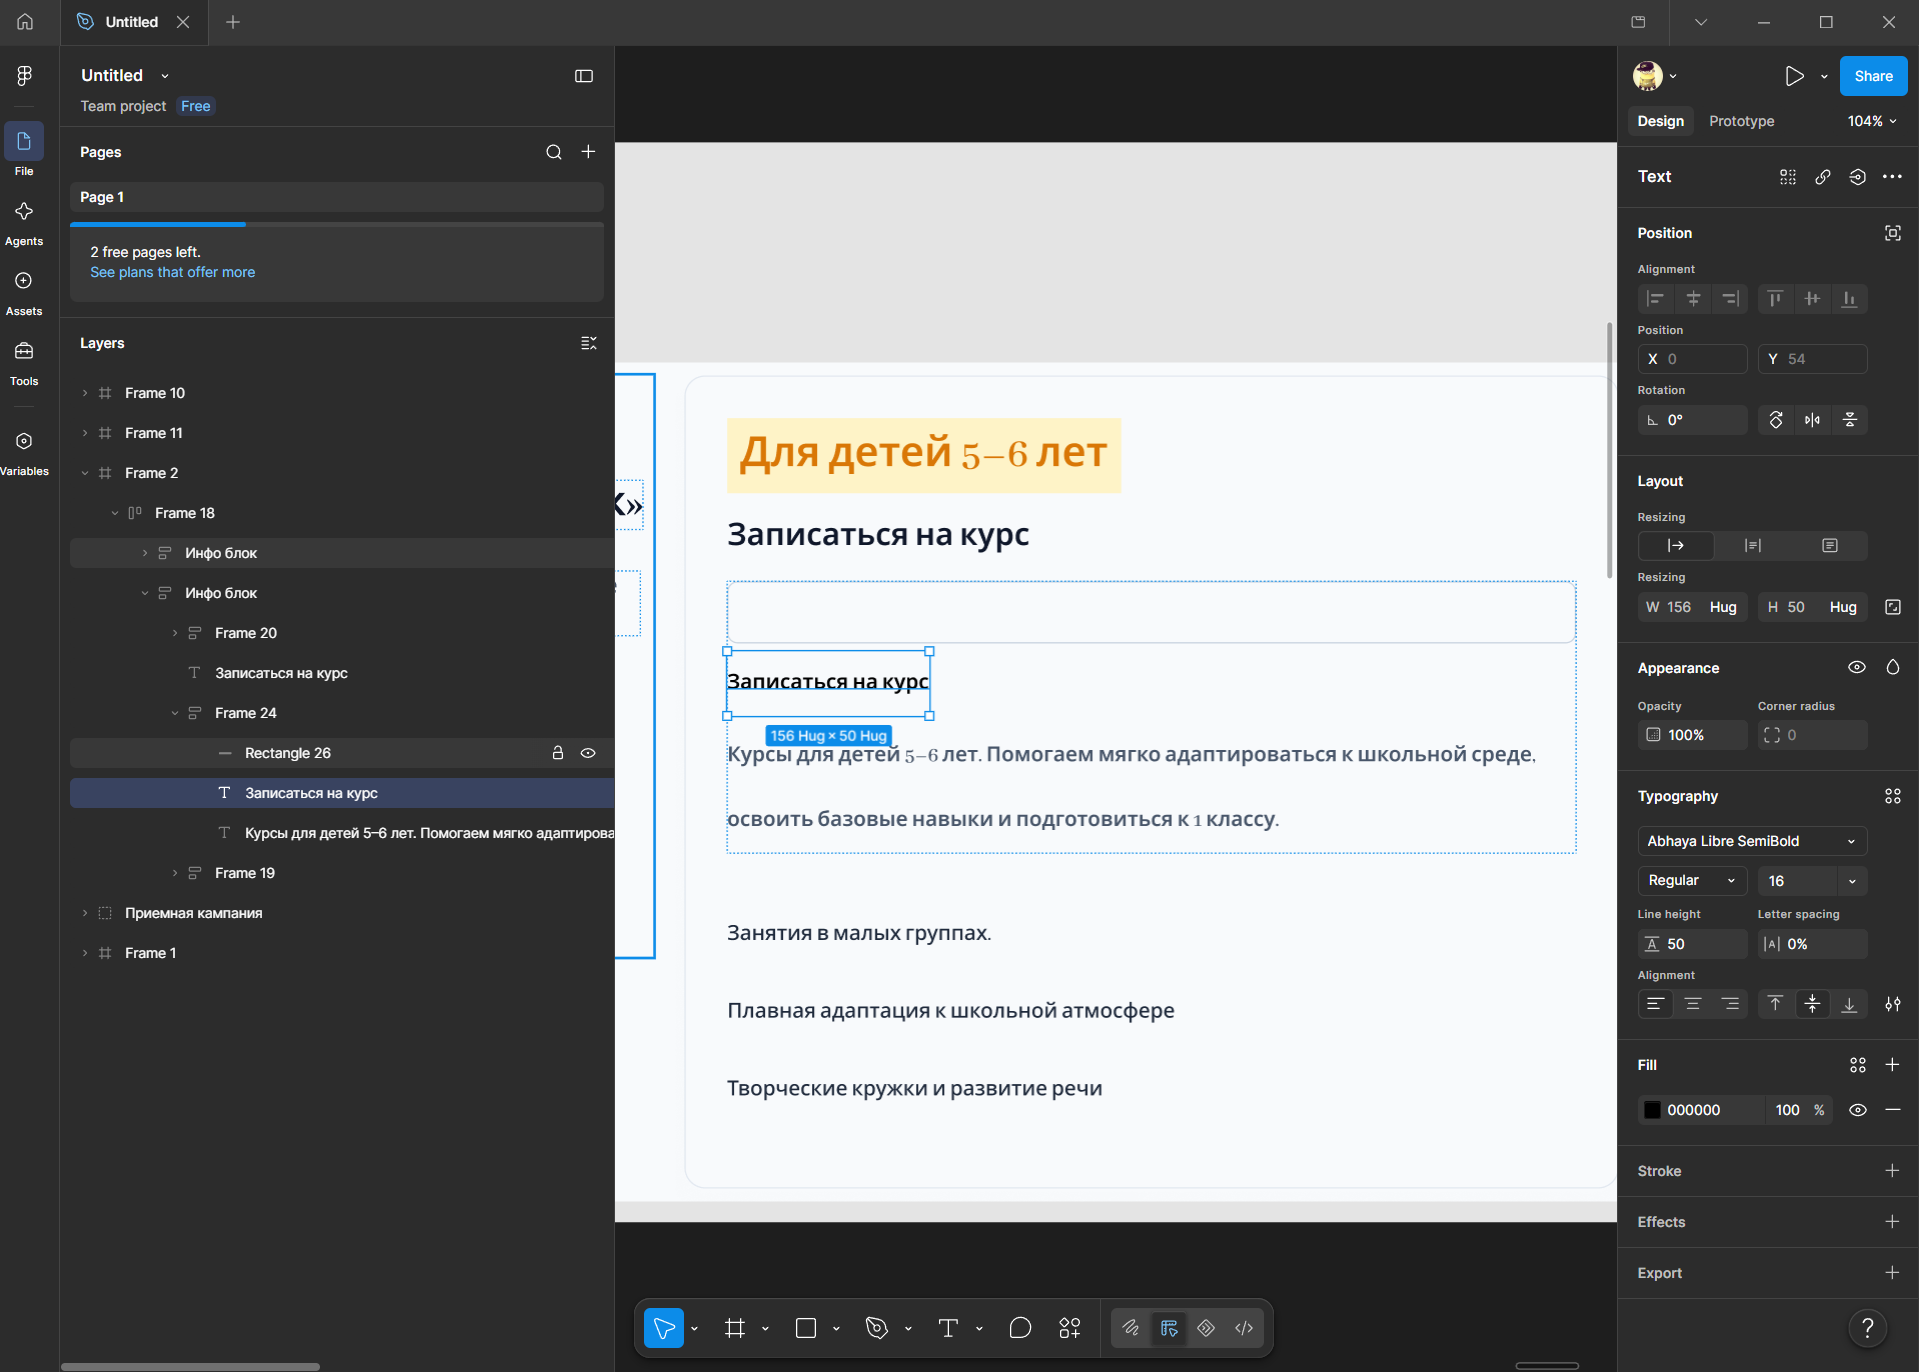 Untitled
Untitled
Team project Free
File
Agents
Assets
Tools
Variables
Pages
Page 1
2 free pages left.
See plans that offer more
Layers
Frame 10
Frame 11
Frame 2
Frame 18
Инфо блок
Инфо блок
Frame 20
Записаться на курс
Frame 24
Rectangle 26
Записаться на курс
Курсы для детей 5–6 лет. Помогаем мягко адаптирова
Frame 19
Приемная кампания
Frame 1
К»
Для детей 5–6 лет
Записаться на курс
Записаться на курс
156 Hug × 50 Hug
Курсы для детей 5–6 лет. Помогаем мягко адаптироваться к школьной среде,
освоить базовые навыки и подготовиться к 1 классу.
Занятия в малых группах.
Плавная адаптация к школьной атмосфере
Творческие кружки и развитие речи
Share
Design Prototype 104%
Text
Position
Alignment
Position
X 0 Y 54
Rotation
0°
Layout
Resizing
Resizing
W 156 Hug H 50 Hug
Appearance
Opacity Corner radius
100% 0
Typography
Abhaya Libre SemiBold
Regular 16
Line height Letter spacing
50 0%
Alignment
Fill
000000 100 %
Stroke
Effects
Export
?